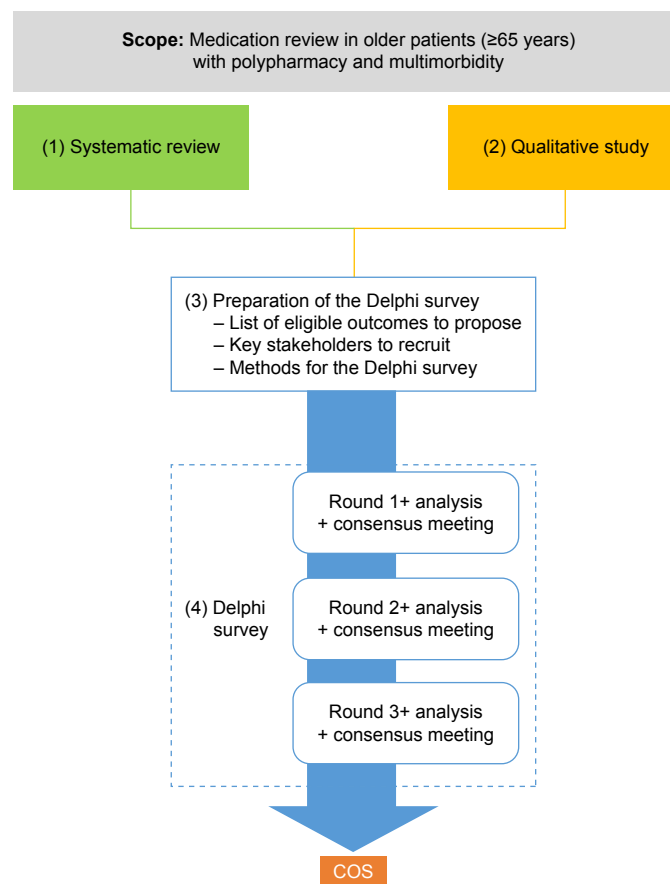 Scope: Medication review in older patients (≥65 years)
with polypharmacy and multimorbidity
(1) Systematic review
(2) Qualitative study
(3) Preparation of the Delphi survey
– List of eligible outcomes to propose
– Key stakeholders to recruit
– Methods for the Delphi survey
(4) Delphi
survey
Round 1+ analysis
+ consensus meeting
Round 2+ analysis
+ consensus meeting
Round 3+ analysis
+ consensus meeting
COS